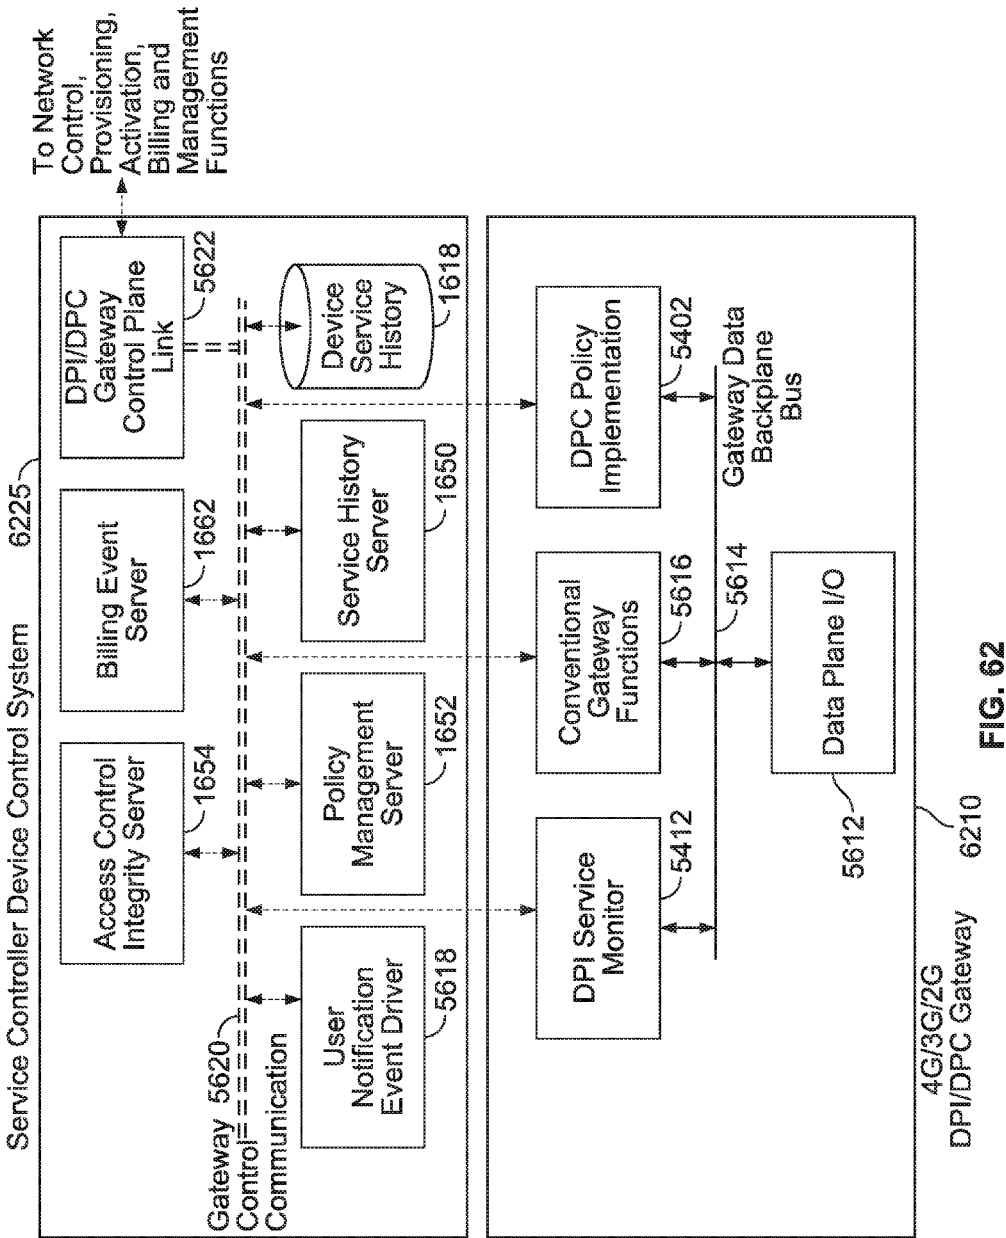 Service Controller Device Control System
6225
To Network
Control,
Provisioning,
Activation,
Billing and
Management
Functions
Access Control
Integrity Server
1654
Billing Event
Server
1662
DPI/DPC
Gateway
Control Plane
Link
5622
Gateway
5620
Control
Communication
User
Notification
Event Driver
5618
Policy
Management
Server
1652
Service History
Server
1650
Device
Service
History
1618
DPI Service
Monitor
5412
Conventional
Gateway
Functions
5616
DPC Policy
Implementation
5402
5614
Gateway Data
Backplane
Bus
Data Plane I/O
5612
4G/3G/2G
DPI/DPC Gateway
6210
FIG. 62